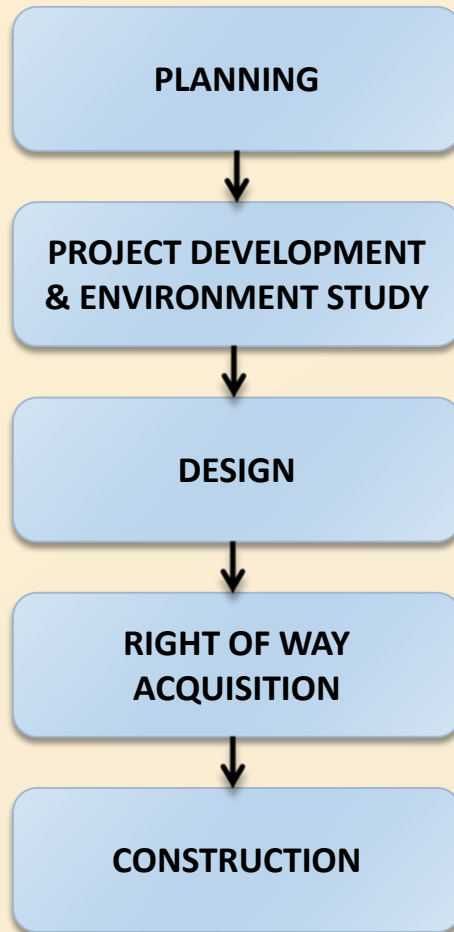 PLANNING
PROJECT DEVELOPMENT
& ENVIRONMENT STUDY
DESIGN
RIGHT OF WAY
ACQUISITION
CONSTRUCTION